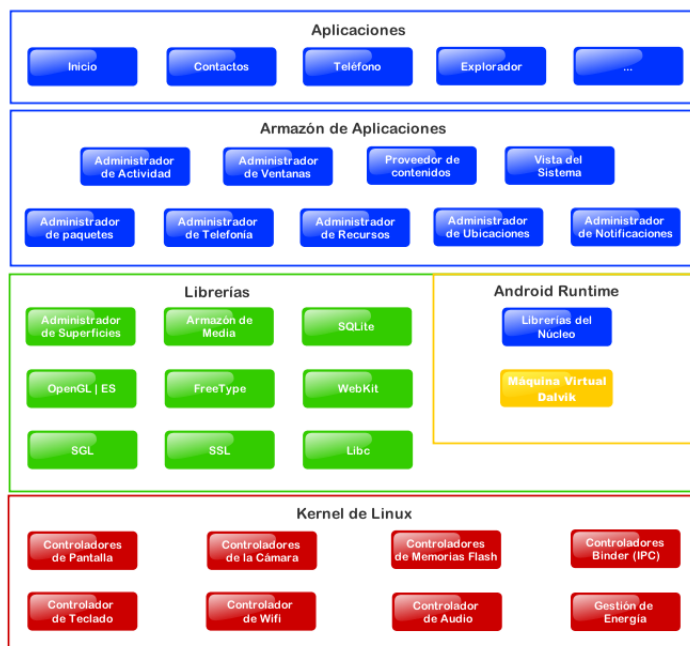 Aplicaciones
Inicio
Contactos
Teléfono
Explorador
...
Armazón de Aplicaciones
Administrador
de Actividad
Administrador
de Ventanas
Proveedor de
contenidos
Vista del
Sistema
Administrador
de paquetes
Administrador
de Telefonía
Administrador
de Recursos
Administrador
de Ubicaciones
Administrador
de Notificaciones
Librerías
Administrador
de Superficies
Armazón de
Media
SQLite
OpenGL | ES
FreeType
WebKit
SGL
SSL
Libc
Android Runtime
Librerías del
Núcleo
Máquina Virtual
Dalvik
Kernel de Linux
Controladores
de Pantalla
Controladores
de la Cámara
Controladores
de Memorias Flash
Controladores
Binder (IPC)
Controlador
de Teclado
Controlador
de Wifi
Controlador
de Audio
Gestión de
Energía